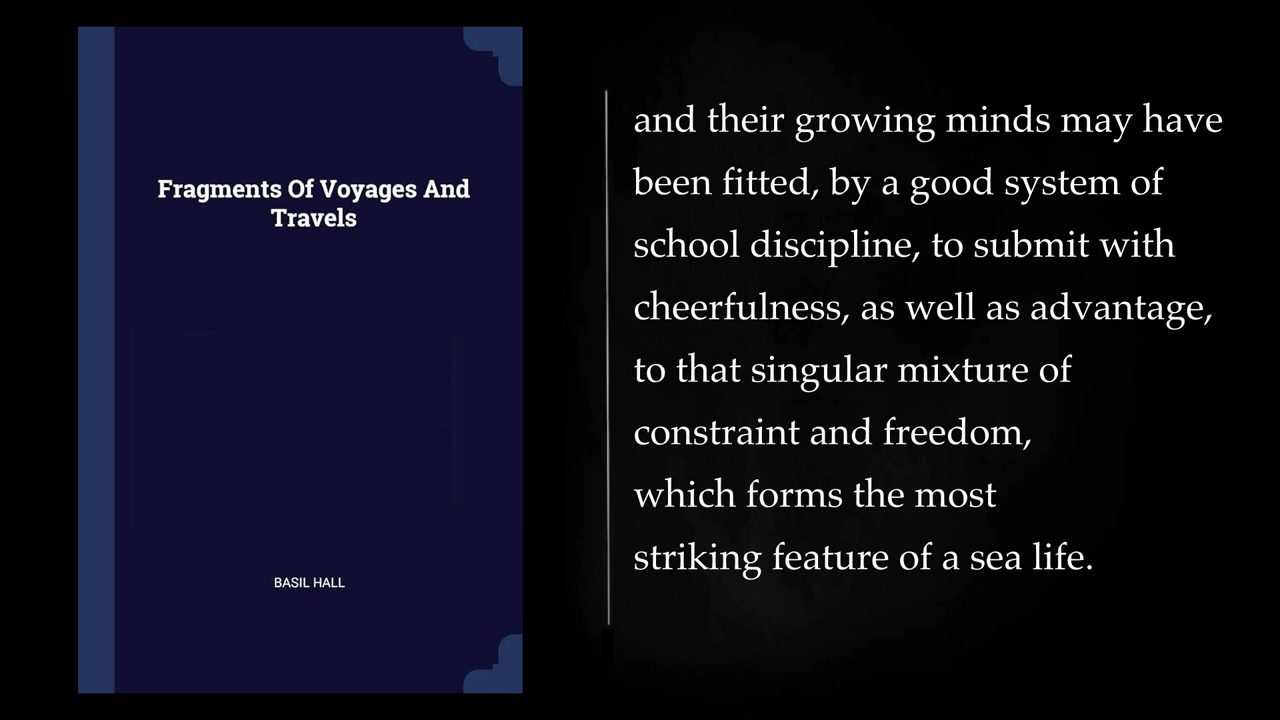 Fragments Of Voyages And
Travels
BASIL HALL
and their growing minds may have
been fitted, by a good system of
school discipline, to submit with
cheerfulness, as well as advantage,
to that singular mixture of
constraint and freedom,
which forms the most
striking feature of a sea life.